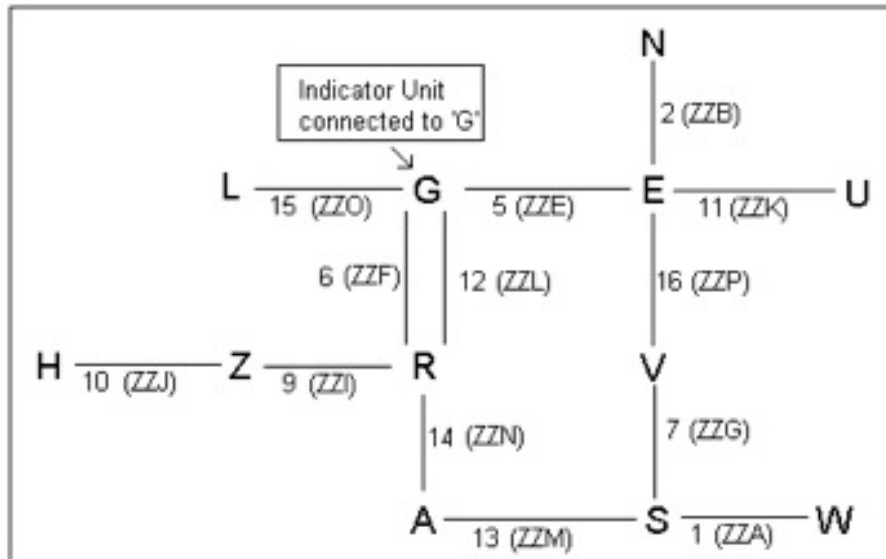 N
Indicator Unit
connected to 'G'
2 (ZZB)
L
G
E
U
15 (ZZO)
5 (ZZE)
11 (ZZK)
6 (ZZF)
12 (ZZL)
16 (ZZP)
H
Z
R
V
10 (ZZJ)
9 (ZZI)
14 (ZZN)
7 (ZZG)
A
S
W
13 (ZZM)
1 (ZZA)